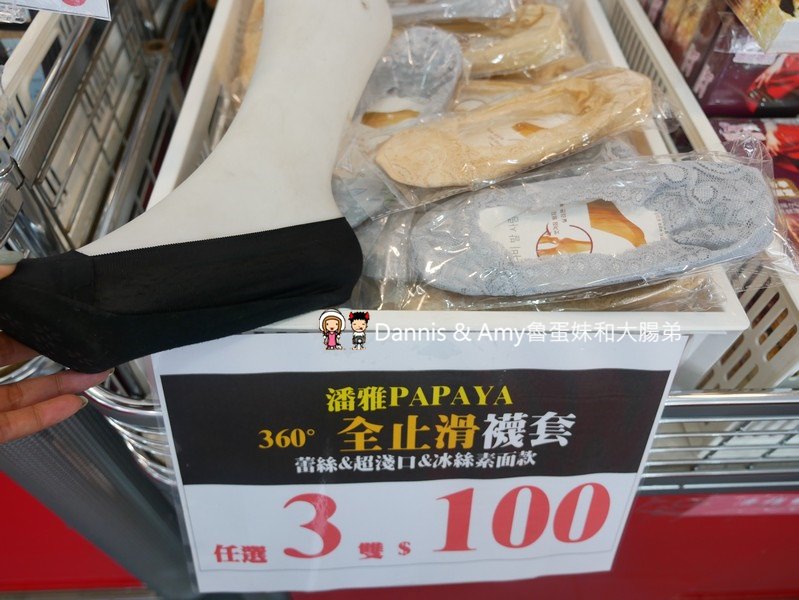 Dannis & Amy魯蛋妹和大腸弟
潘雅PAPAYA
360° 全止滑襪套
蕾絲&超淺口&冰絲素面款
任選 3 雙 $ 100